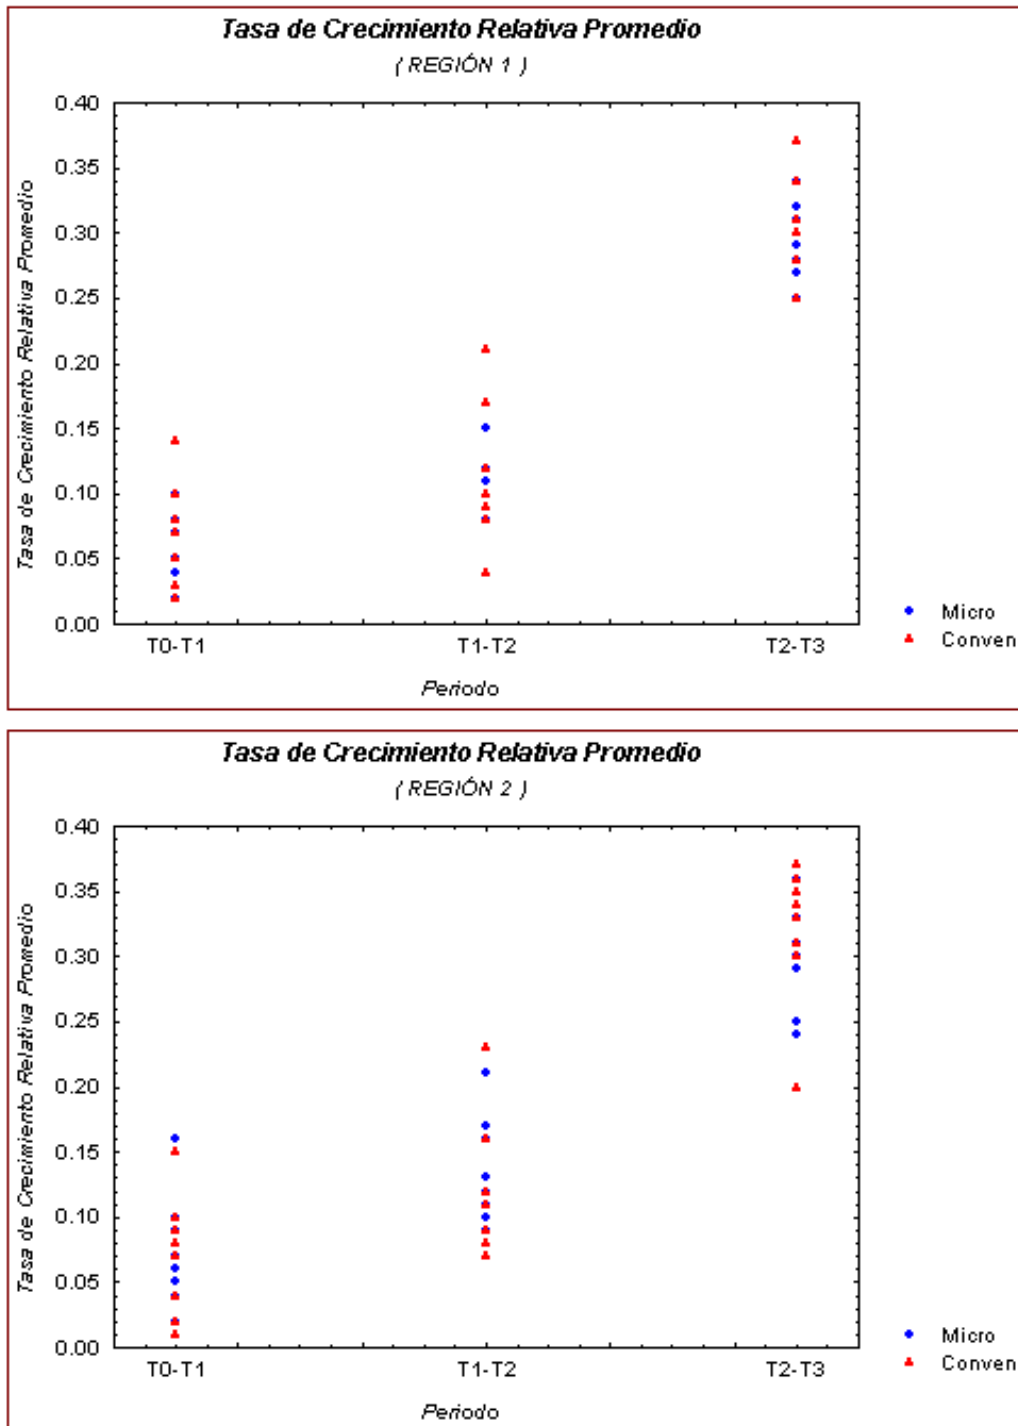 Tasa de Crecimiento Relativa Promedio
( REGIÓN 1 )
Tasa de Crecimiento Relativa Promedio
0.40
0.35
0.30
0.25
0.20
0.15
0.10
0.05
0.00
T0-T1 T1-T2 T2-T3
Periodo
Micro
Conven
Tasa de Crecimiento Relativa Promedio
( REGIÓN 2 )
Tasa de Crecimiento Relativa Promedio
0.40
0.35
0.30
0.25
0.20
0.15
0.10
0.05
0.00
T0-T1 T1-T2 T2-T3
Periodo
Micro
Conven